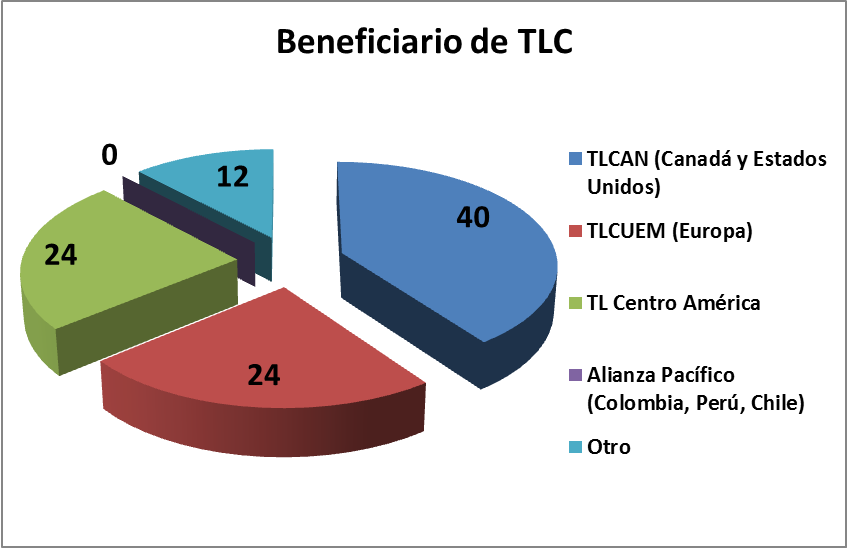 Beneficiario de TLC
0
12
40
24
24
TLCAN (Canadá y Estados
Unidos)
TLCUEM (Europa)
TL Centro América
Alianza Pacífico
(Colombia, Perú, Chile)
Otro